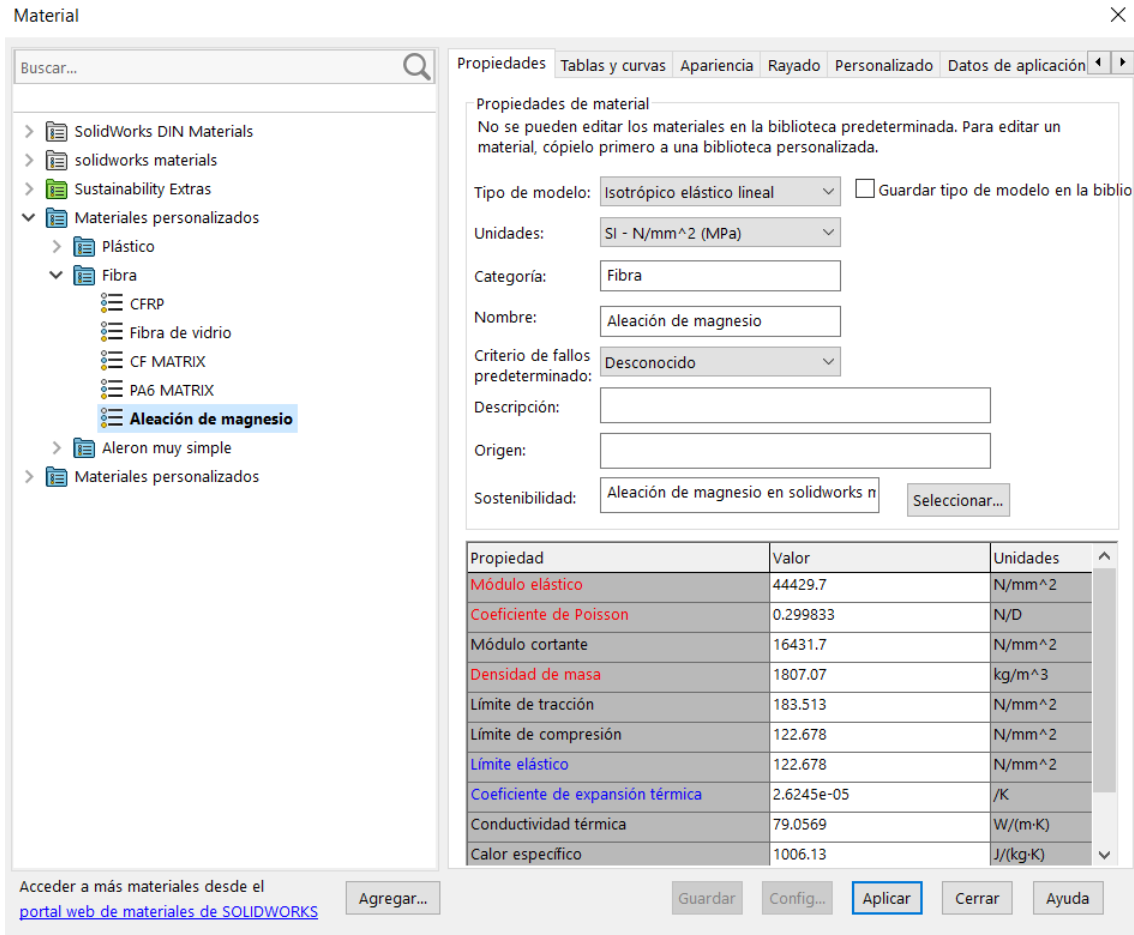 Material
Buscar...
SolidWorks DIN Materials
solidworks materials
Sustainability Extras
Materiales personalizados
Plástico
Fibra
CFRP
Fibra de vidrio
CF MATRIX
PA6 MATRIX
Aleación de magnesio
Aleron muy simple
Materiales personalizados
Acceder a más materiales desde el
portal web de materiales de SOLIDWORKS
Agregar...
Propiedades Tablas y curvas Apariencia Rayado Personalizado Datos de aplicación
Propiedades de material
No se pueden editar los materiales en la biblioteca predeterminada. Para editar un
material, cópielo primero a una biblioteca personalizada.
Tipo de modelo: Isotrópico elástico lineal Guardar tipo de modelo en la biblio
Unidades: SI - N/mm^2 (MPa)
Categoría: Fibra
Nombre: Aleación de magnesio
Criterio de fallos
predeterminado: Desconocido
Descripción:
Origen:
Sostenibilidad: Aleación de magnesio en solidworks m Seleccionar...
Propiedad Valor Unidades
Módulo elástico 44429.7 N/mm^2
Coeficiente de Poisson 0.299833 N/D
Módulo cortante 16431.7 N/mm^2
Densidad de masa 1807.07 kg/m^3
Límite de tracción 183.513 N/mm^2
Límite de compresión 122.678 N/mm^2
Límite elástico 122.678 N/mm^2
Coeficiente de expansión térmica 2.6245e-05 /K
Conductividad térmica 79.0569 W/(m·K)
Calor específico 1006.13 J/(kg·K)
Guardar Config... Aplicar Cerrar Ayuda